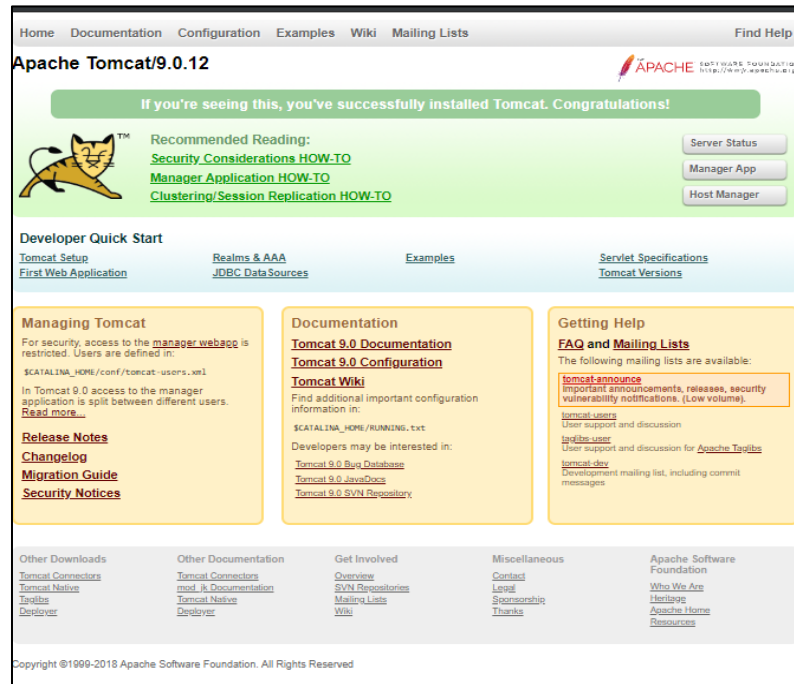 Home Documentation Configuration Examples Wiki Mailing Lists Find Help
Apache Tomcat/9.0.12
APACHE SOFTWARE FOUNDATION
http://www.apache.org
If you're seeing this, you've successfully installed Tomcat. Congratulations!
TM
Recommended Reading:
Security Considerations HOW-TO
Manager Application HOW-TO
Clustering/Session Replication HOW-TO
Server Status
Manager App
Host Manager
Developer Quick Start
Tomcat Setup
First Web Application
Realms & AAA
JDBC DataSources
Examples
Servlet Specifications
Tomcat Versions
Managing Tomcat
For security, access to the manager webapp is
restricted. Users are defined in:
$CATALINA_HOME/conf/tomcat-users.xml
In Tomcat 9.0 access to the manager
application is split between different users.
Read more...
Release Notes
Changelog
Migration Guide
Security Notices
Documentation
Tomcat 9.0 Documentation
Tomcat 9.0 Configuration
Tomcat Wiki
Find additional important configuration
information in:
$CATALINA_HOME/RUNNING.txt
Developers may be interested in:
Tomcat 9.0 Bug Database
Tomcat 9.0 JavaDocs
Tomcat 9.0 SVN Repository
Getting Help
FAQ and Mailing Lists
The following mailing lists are available:
tomcat-announce
Important announcements, releases, security
vulnerability notifications. (Low volume).
tomcat-users
User support and discussion
taglibs-user
User support and discussion for Apache Taglibs
tomcat-dev
Development mailing list, including commit
messages
Other Downloads
Tomcat Connectors
Tomcat Native
Taglibs
Deployer
Other Documentation
Tomcat Connectors
mod_jk Documentation
Tomcat Native
Deployer
Get Involved
Overview
SVN Repositories
Mailing Lists
Wiki
Miscellaneous
Contact
Legal
Sponsorship
Thanks
Apache Software
Foundation
Who We Are
Heritage
Apache Home
Resources
Copyright ©1999-2018 Apache Software Foundation. All Rights Reserved